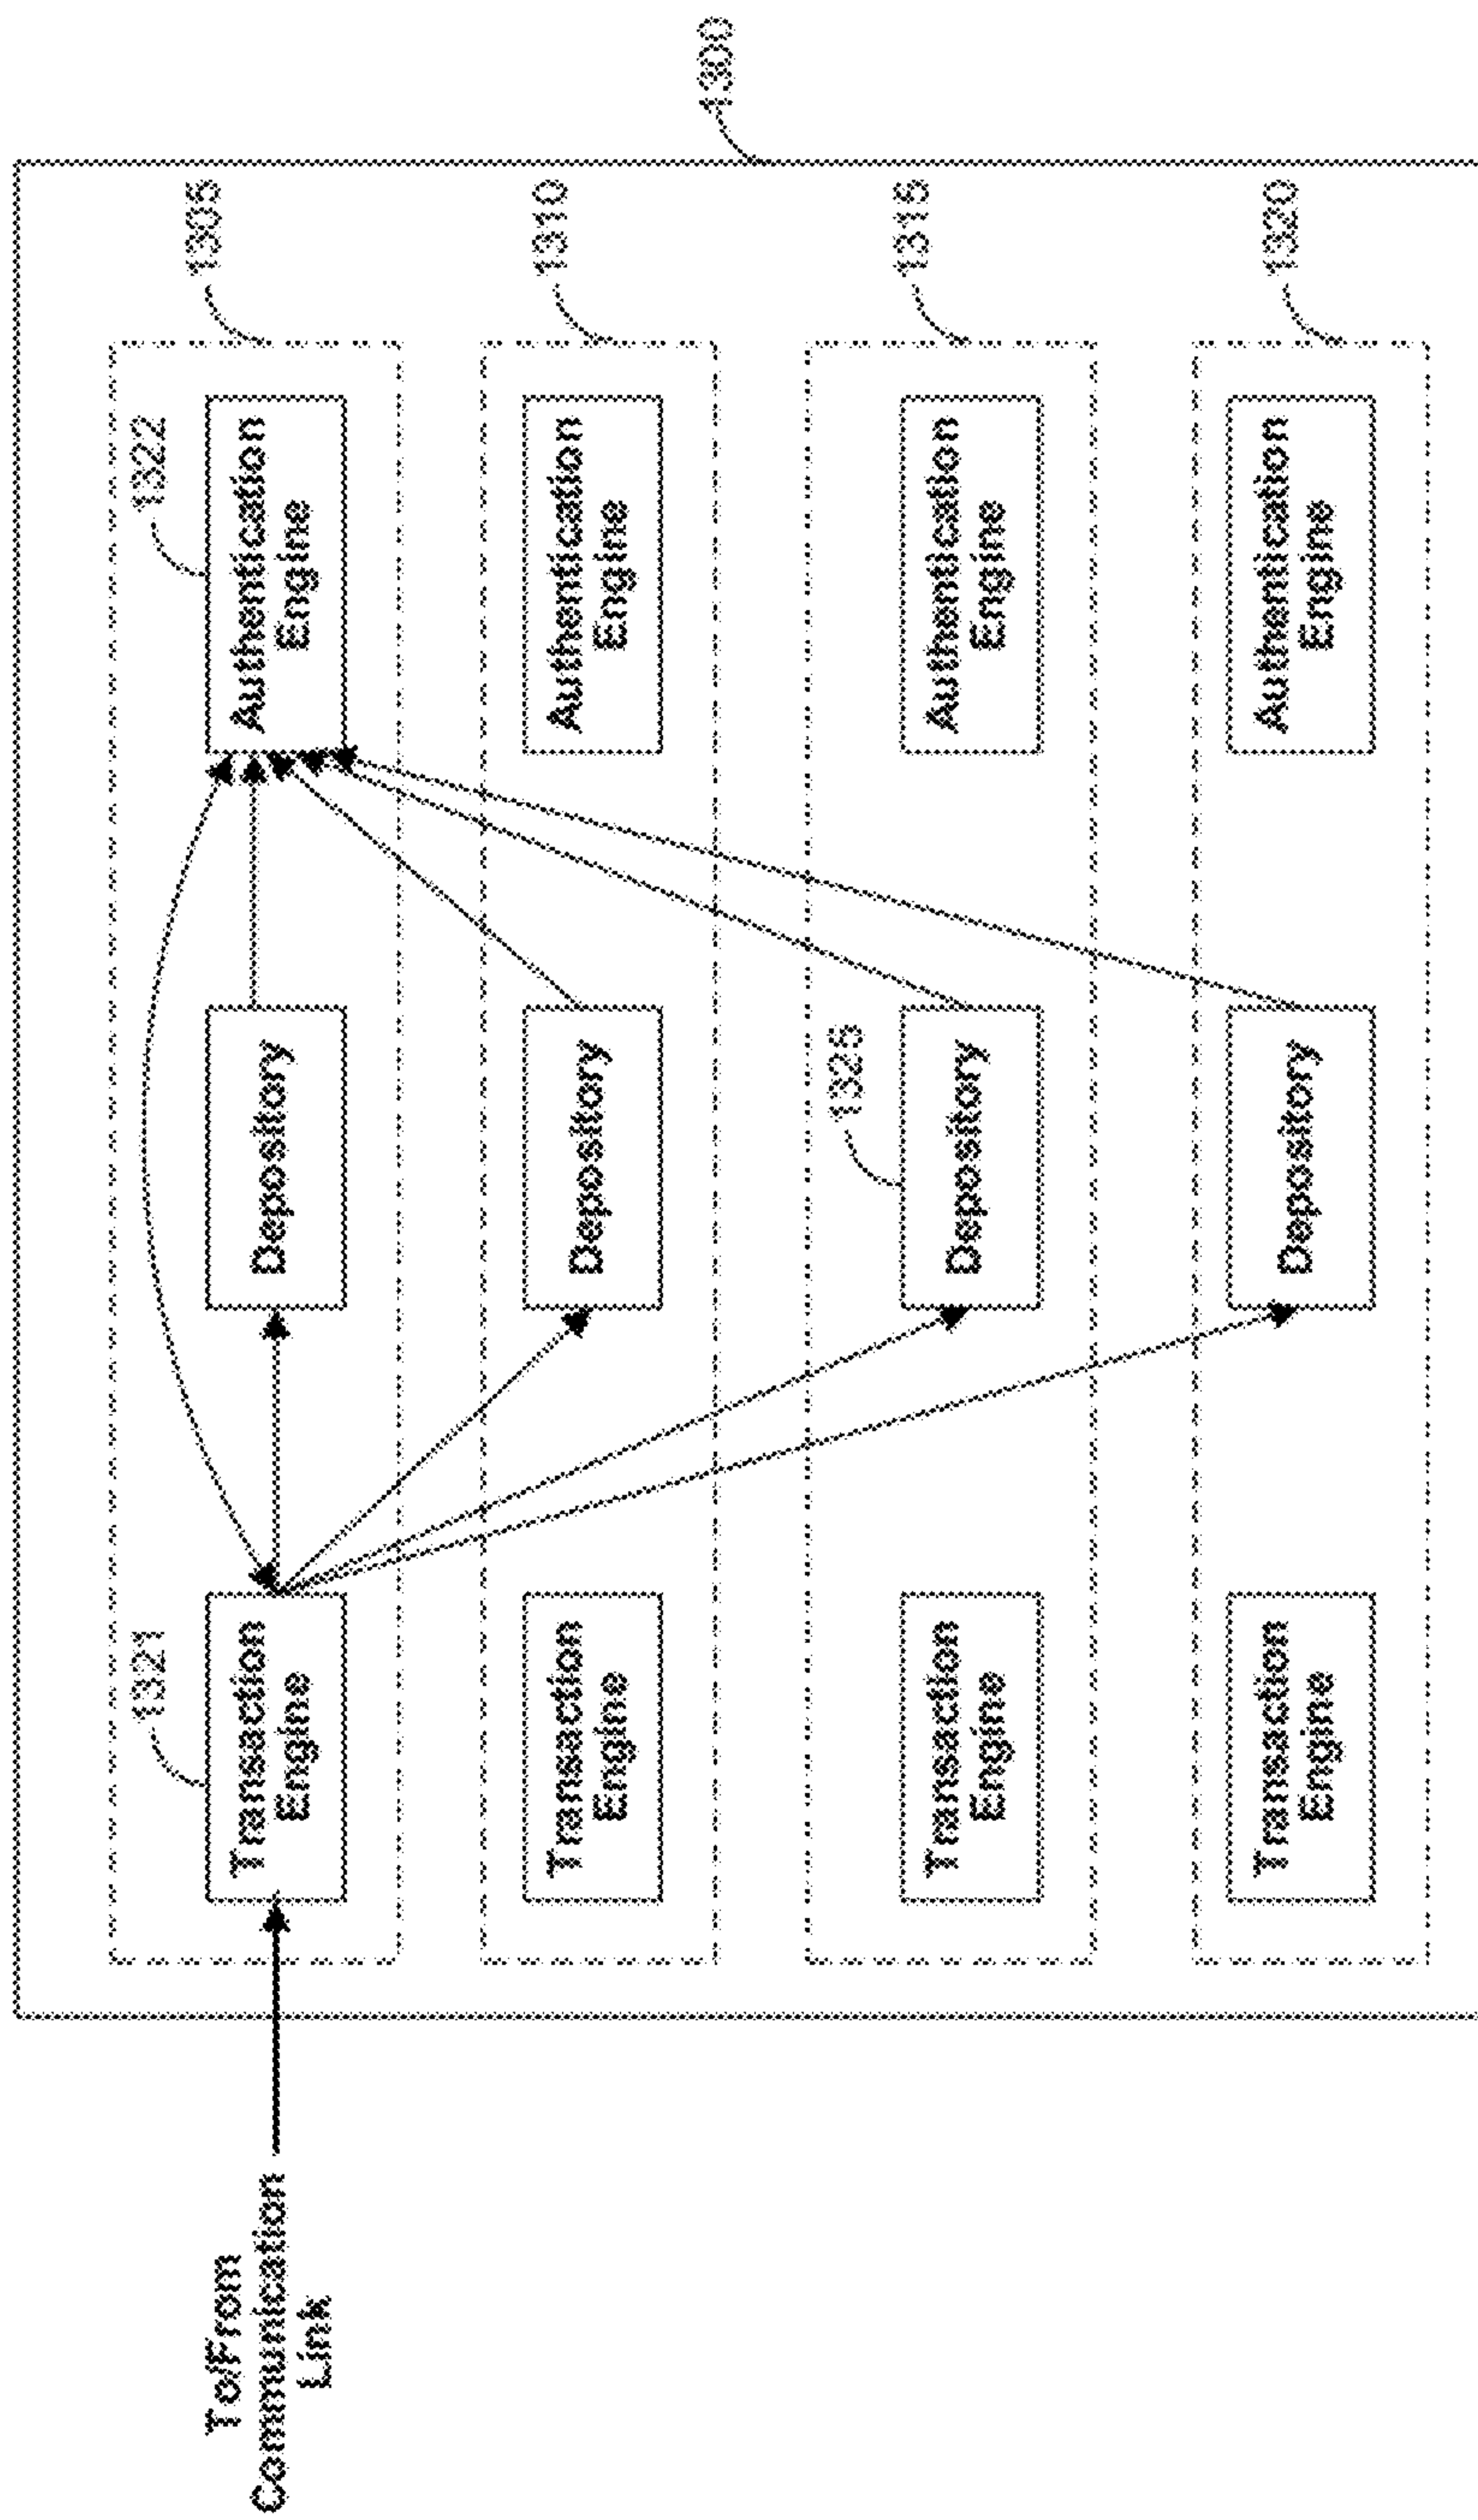 1300
1305
1310
1315
1320
1322
Authentication
Engine
Authentication
Engine
Authentication
Engine
Authentication
Engine
Depository
Depository
1325
Depository
Depository
1321
Transaction
Engine
Transaction
Engine
Transaction
Engine
Transaction
Engine
To/From
Communication
Link